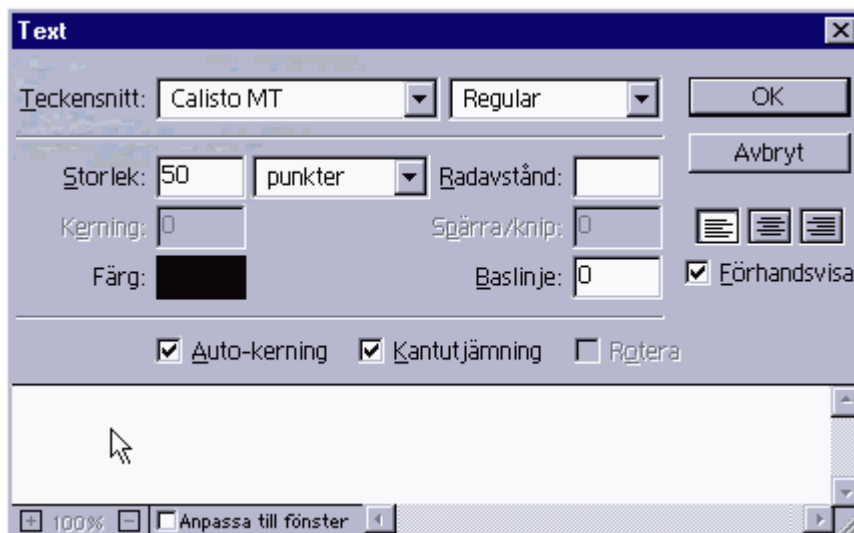 Text
Teckensnitt: Calisto MT Regular OK
Avbryt
Storlek: 50 punkter Radavstånd:
Kerning: 0 Spärra/knip: 0
Färg: Baslinje: 0 Förhandsvisa
Auto-kerning Kantutjämning Rotera
100% Anpassa till fönster